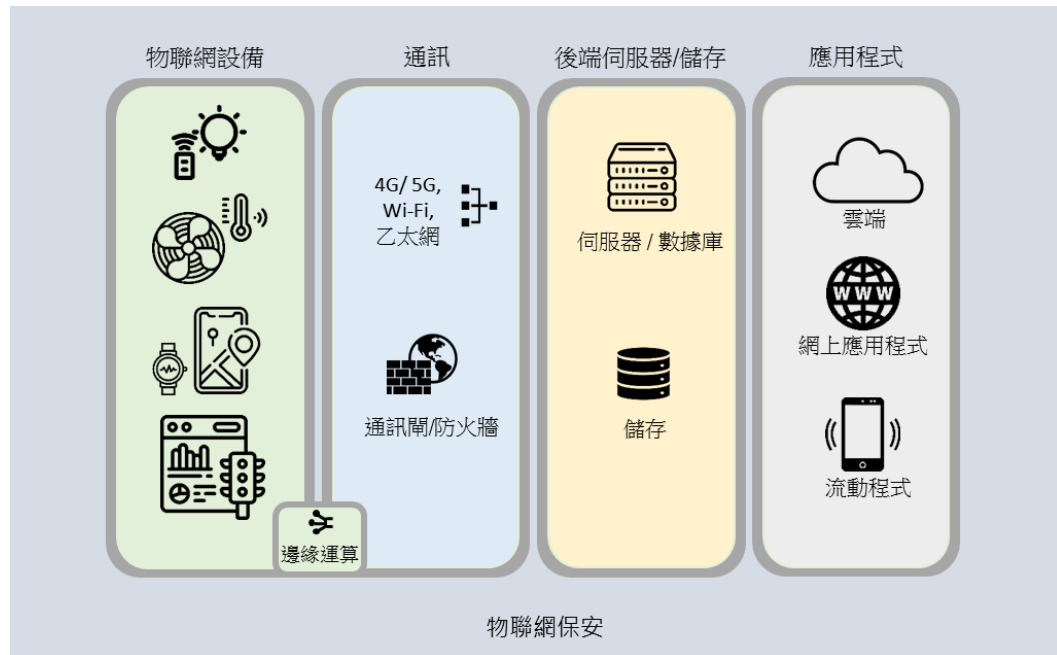 物聯網設備
通訊
後端伺服器/儲存
應用程式
4G/ 5G,
Wi-Fi,
乙太網
通訊閘/防火牆
邊緣運算
伺服器 / 數據庫
儲存
雲端
WWW
網上應用程式
流動程式
物聯網保安